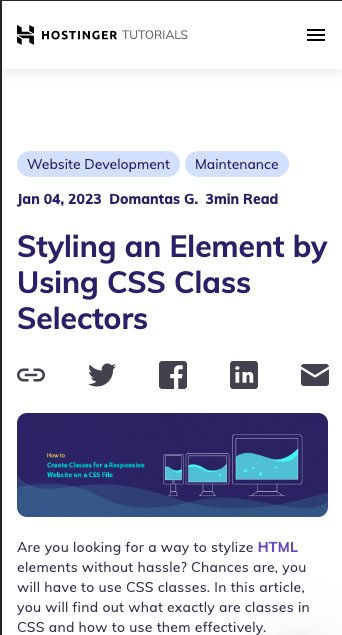 HOSTINGER TUTORIALS
Website Development Maintenance
Jan 04, 2023 Domantas G. 3min Read
Styling an Element by
Using CSS Class
Selectors
How to
Create Classes for a Responsive
Website on a CSS File
Are you looking for a way to stylize HTML
elements without hassle? Chances are, you
will have to use CSS classes. In this article,
you will find out what exactly are classes in
CSS and how to use them effectively.